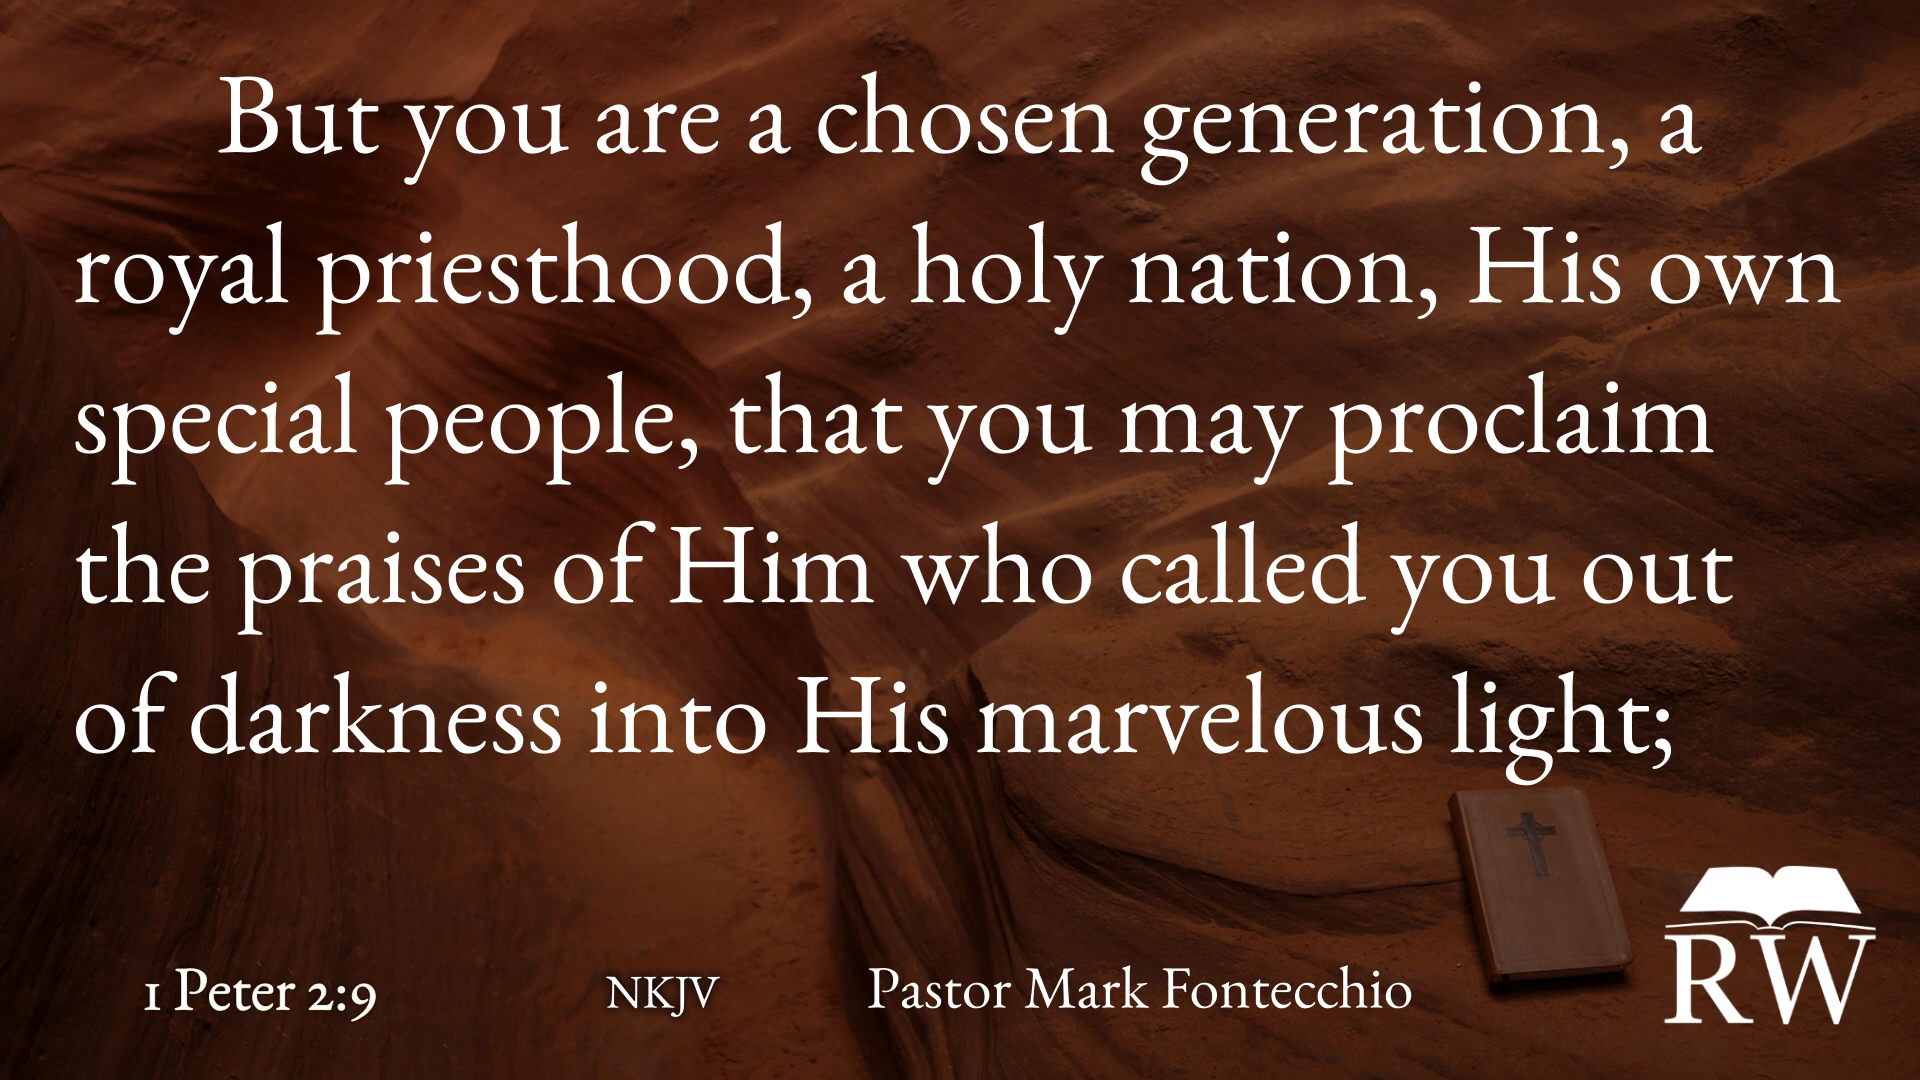 But you are a chosen generation, a
royal priesthood, a holy nation, His own
special people, that you may proclaim
the praises of Him who called you out
of darkness into His marvelous light;
1 Peter 2:9 NKJV Pastor Mark Fontecchio
RW